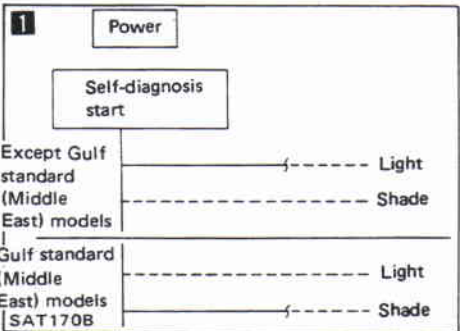 1
Power
Self-diagnosis
start
Except Gulf
standard
(Middle
East) models
Light
Shade
Gulf standard
(Middle
East) models
Light
Shade
SAT170B